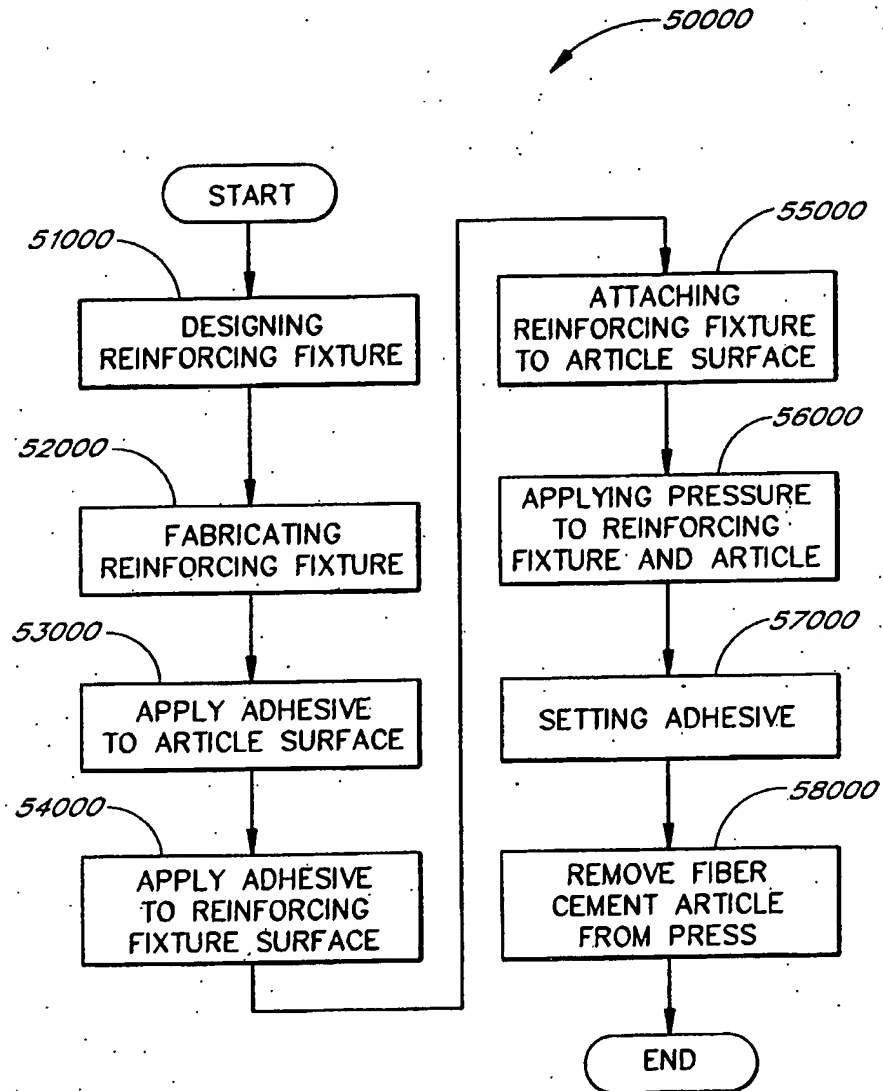 50000
START
51000
DESIGNING
REINFORCING FIXTURE
52000
FABRICATING
REINFORCING FIXTURE
53000
APPLY ADHESIVE
TO ARTICLE SURFACE
54000
APPLY ADHESIVE
TO REINFORCING
FIXTURE SURFACE
55000
ATTACHING
REINFORCING FIXTURE
TO ARTICLE SURFACE
56000
APPLYING PRESSURE
TO REINFORCING
FIXTURE AND ARTICLE
57000
SETTING ADHESIVE
58000
REMOVE FIBER
CEMENT ARTICLE
FROM PRESS
END